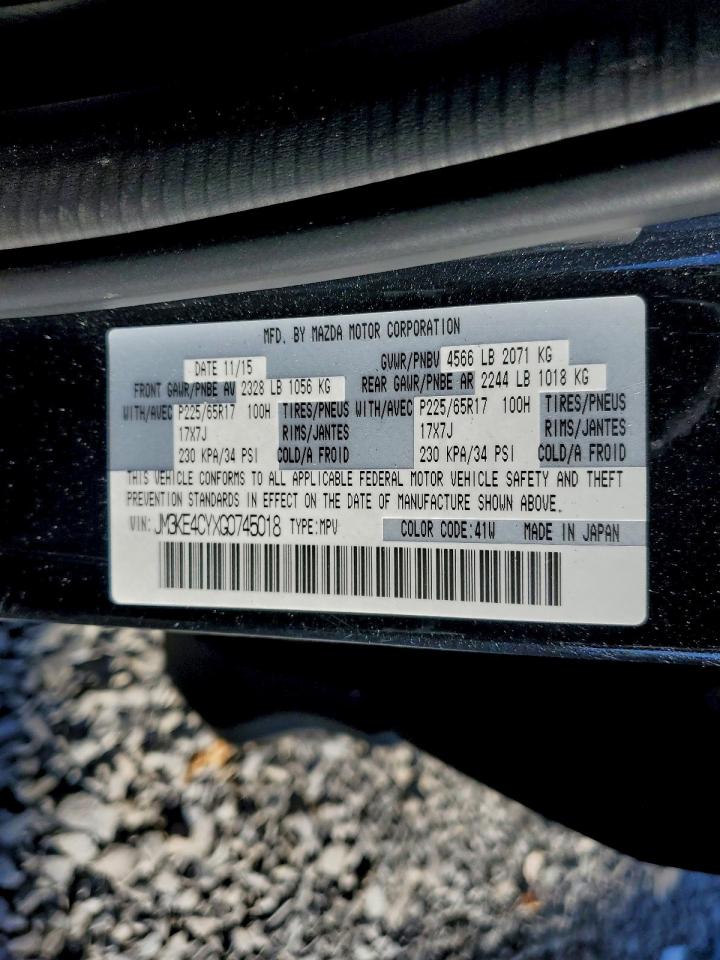 MFD. BY MAZDA MOTOR CORPORATION
DATE 11/15 GVWR/PNBV 4566 LB 2071 KG
FRONT GAWR/PNBE AV 2328 LB 1056 KG REAR GAWR/PNBE AR 2244 LB 1018 KG
WITH/AVEC P225/65R17 100H TIRES/PNEUS WITH/AVEC P225/65R17 100H TIRES/PNEUS
17X7J RIMS/JANTES 17X7J RIMS/JANTES
230 KPA/34 PSI COLD/A FROID 230 KPA/34 PSI COLD/A FROID
THIS VEHICLE CONFORMS TO ALL APPLICABLE FEDERAL MOTOR VEHICLE SAFETY AND THEFT
PREVENTION STANDARDS IN EFFECT ON THE DATE OF MANUFACTURE SHOWN ABOVE.
VIN: JM3KE4CYXG0745018 TYPE:MPV COLOR CODE:41W MADE IN JAPAN